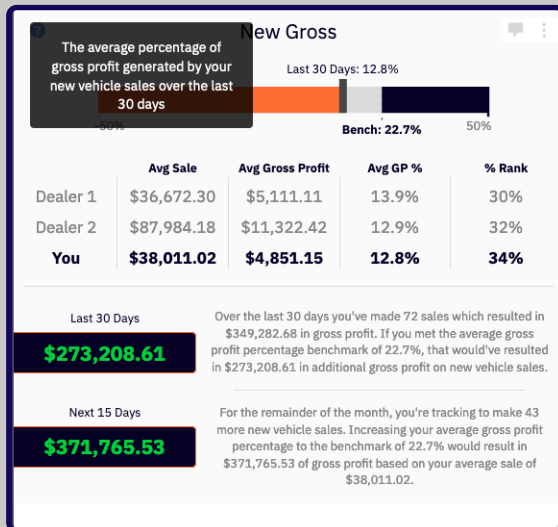 ?
New Gross
The average percentage of
gross profit generated by your
new vehicle sales over the last
30 days
Last 30 Days: 12.8%
-50%
Bench: 22.7%
50%
Avg Sale Avg Gross Profit Avg GP % % Rank
Dealer 1 $36,672.30 $5,111.11 13.9% 30%
Dealer 2 $87,984.18 $11,322.42 12.9% 32%
You $38,011.02 $4,851.15 12.8% 34%
Last 30 Days
$273,208.61
Over the last 30 days you've made 72 sales which resulted in
$349,282.68 in gross profit. If you met the average gross
profit percentage benchmark of 22.7%, that would've resulted
in $273,208.61 in additional gross profit on new vehicle sales.
Next 15 Days
$371,765.53
For the remainder of the month, you're tracking to make 43
more new vehicle sales. Increasing your average gross profit
percentage to the benchmark of 22.7% would result in
$371,765.53 of gross profit based on your average sale of
$38,011.02.